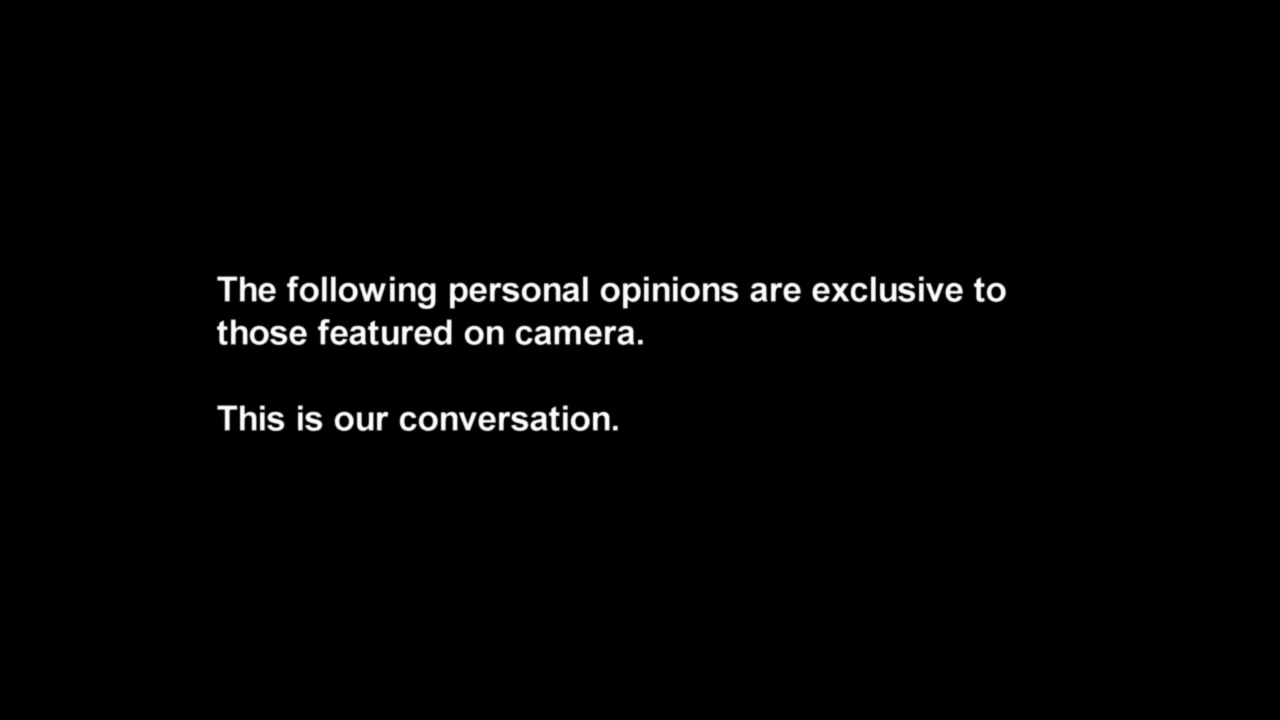 The following personal opinions are exclusive to
those featured on camera.
This is our conversation.